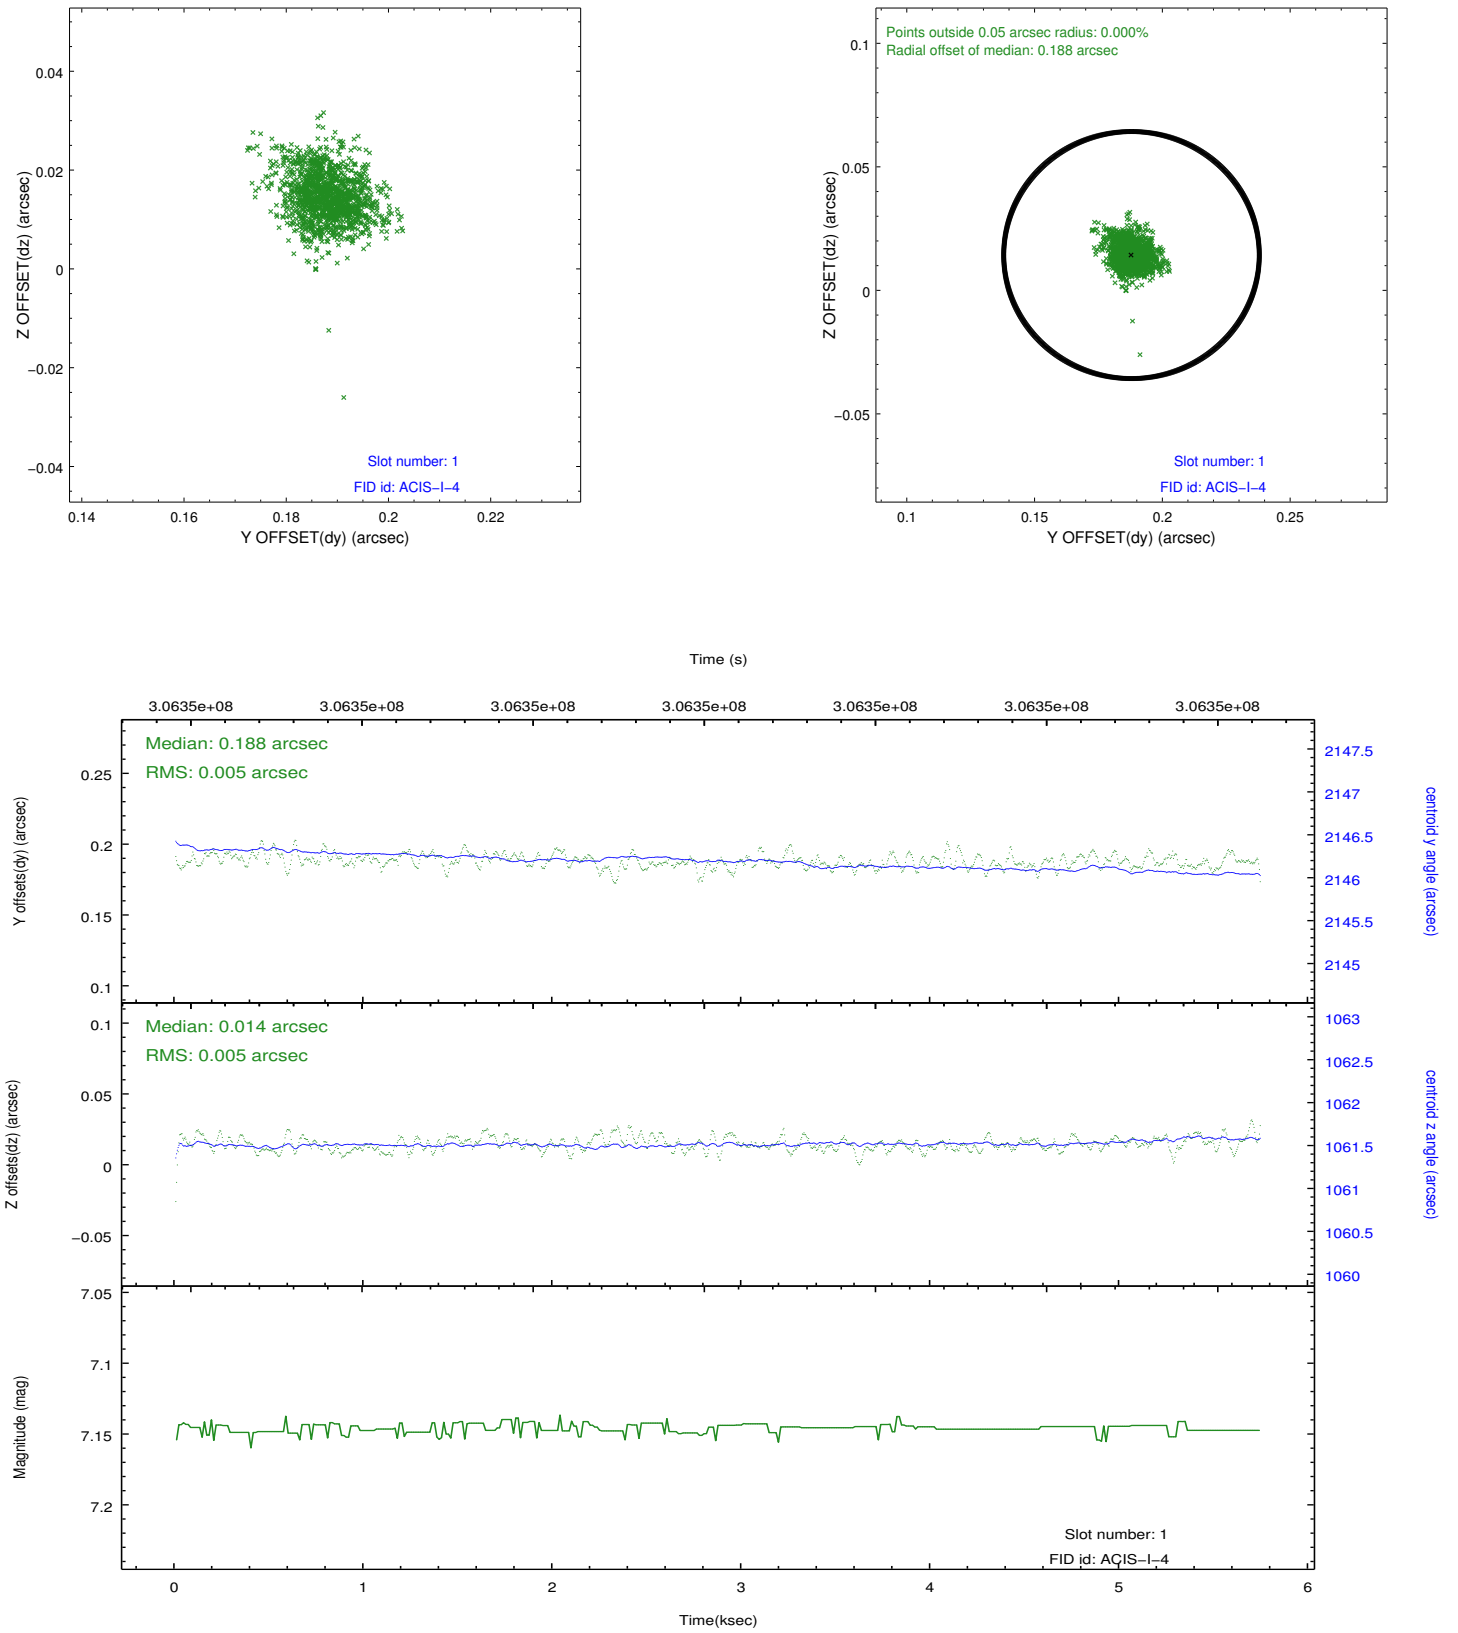 0.04
0.02
0
−0.02
−0.04
Z OFFSET(dz) (arcsec)
Slot number: 1
FID id: ACIS−I−4
0.14
0.16
0.18
0.2
0.22
Y OFFSET(dy) (arcsec)
Points outside 0.05 arcsec radius: 0.000%
Radial offset of median: 0.188 arcsec
0.1
0.05
0
−0.05
Z OFFSET(dz) (arcsec)
Slot number: 1
FID id: ACIS−I−4
0.1
0.15
0.2
0.25
Y OFFSET(dy) (arcsec)
Time (s)
3.0635e+08
3.0635e+08
3.0635e+08
3.0635e+08
3.0635e+08
3.0635e+08
3.0635e+08
Median: 0.188 arcsec
RMS: 0.005 arcsec
0.25
0.2
0.15
0.1
Y offsets(dy) (arcsec)
2147.5
2147
2146.5
2146
2145.5
2145
centroid y angle (arcsec)
Median: 0.014 arcsec
RMS: 0.005 arcsec
0.1
0.05
0
−0.05
Z offsets(dz) (arcsec)
1063
1062.5
1062
1061.5
1061
1060.5
1060
centroid z angle (arcsec)
7.05
7.1
7.15
7.2
Magnitude (mag)
Slot number: 1
FID id: ACIS−I−4
0
1
2
3
4
5
6
Time(ksec)